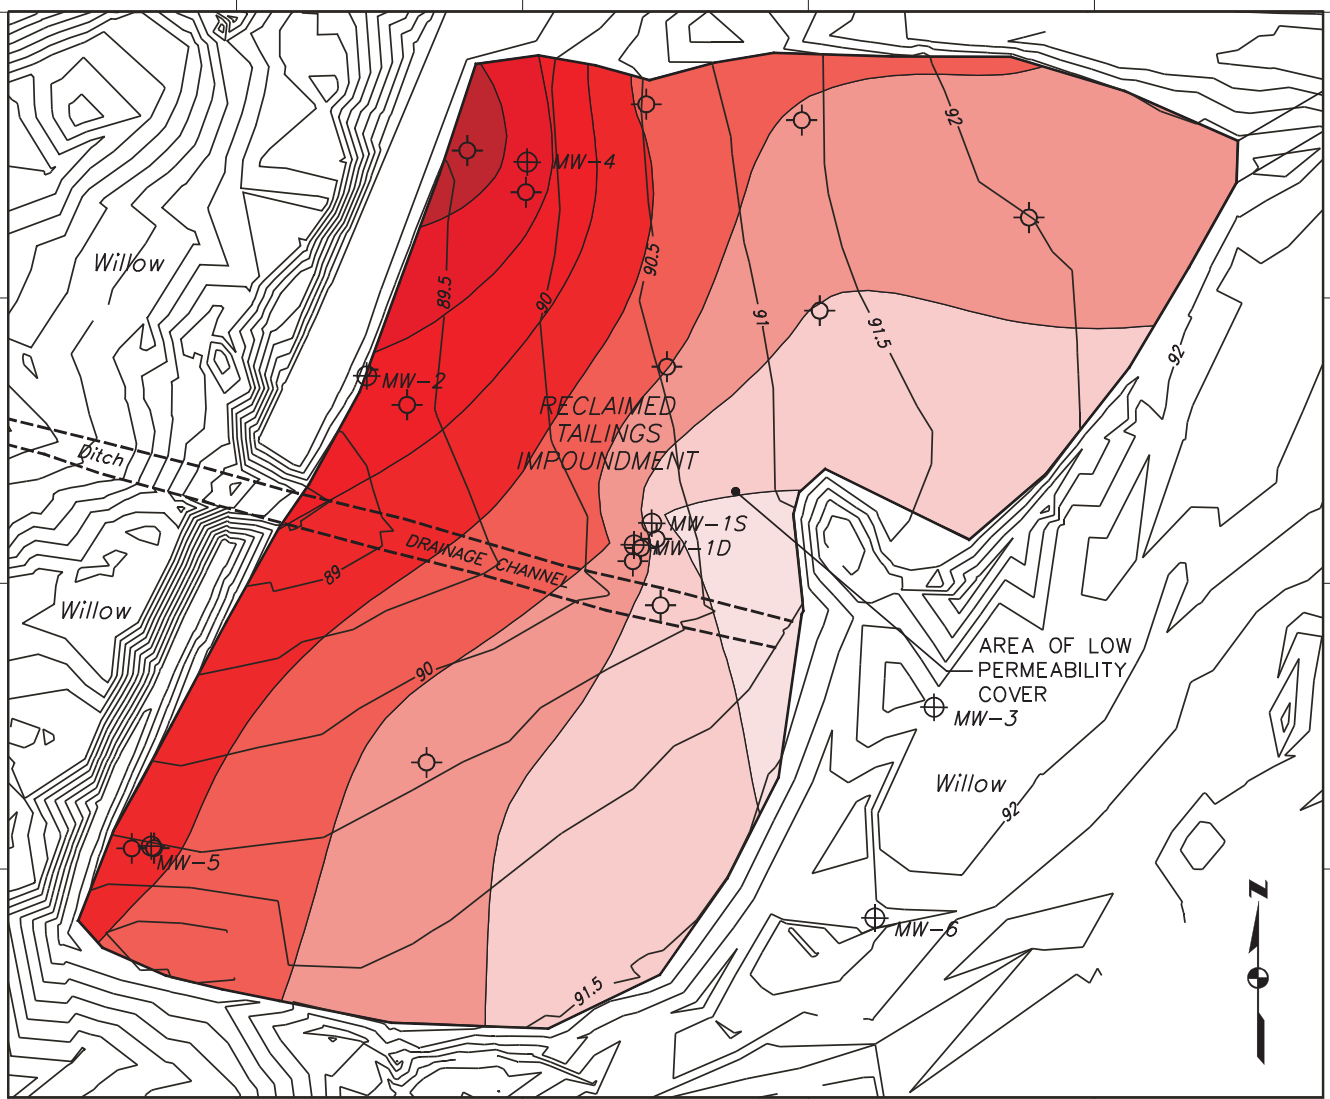 92
MW-4
Willow
90.5
89.5
90
91
91.5
92
MW-2
RECLAIMED
TAILINGS
IMPOUNDMENT
Ditch
MW-1S
MW-1D
DRAINAGE CHANNEL
89
Willow
AREA OF LOW
PERMEABILITY
COVER
90
MW-3
Willow
92
MW-5
MW-6
91.5
N